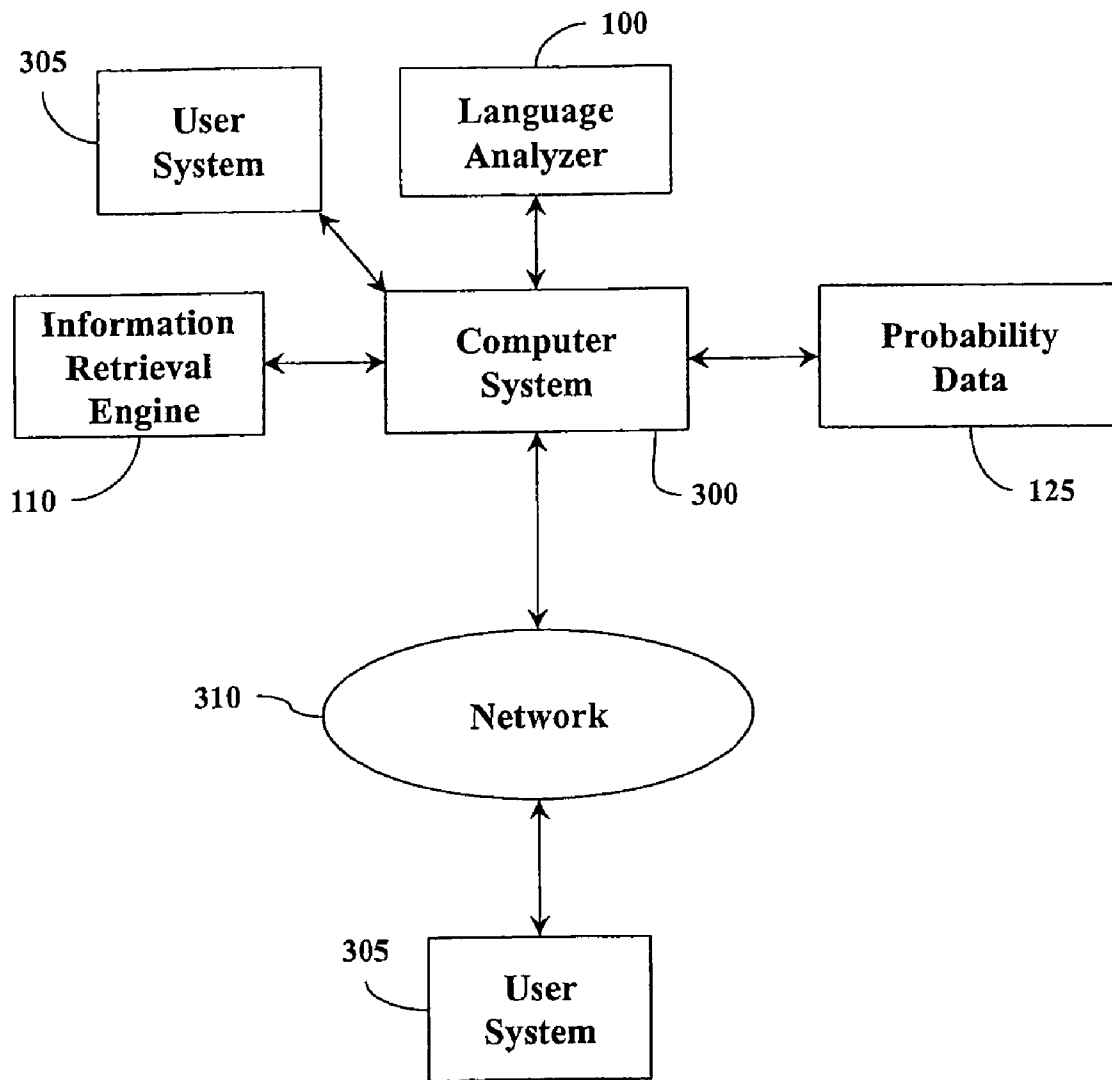 100
305
User
System
Language
Analyzer
Information
Retrieval
Engine
Computer
System
Probability
Data
110
300
125
310
Network
305
User
System